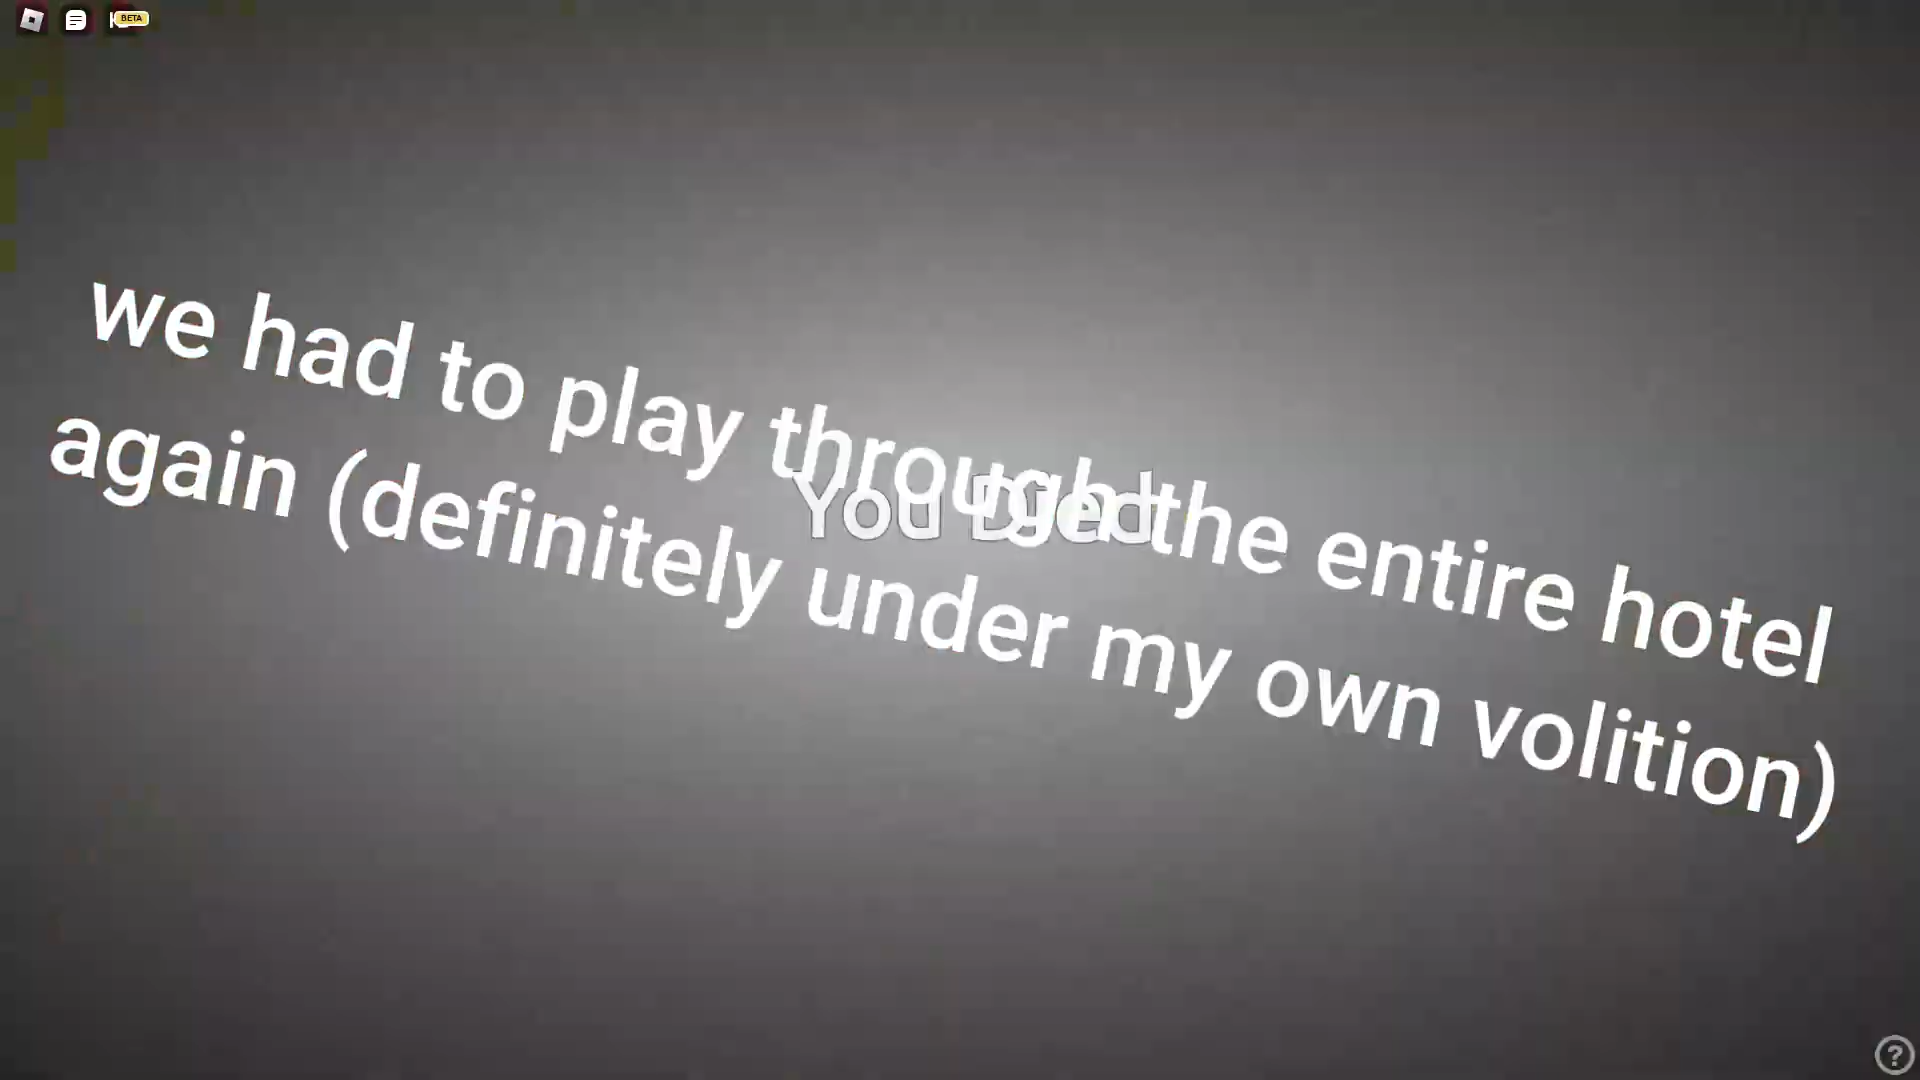 BETA
we had to play through the entire hotel
again (definitely under my own volition)
You Died
?